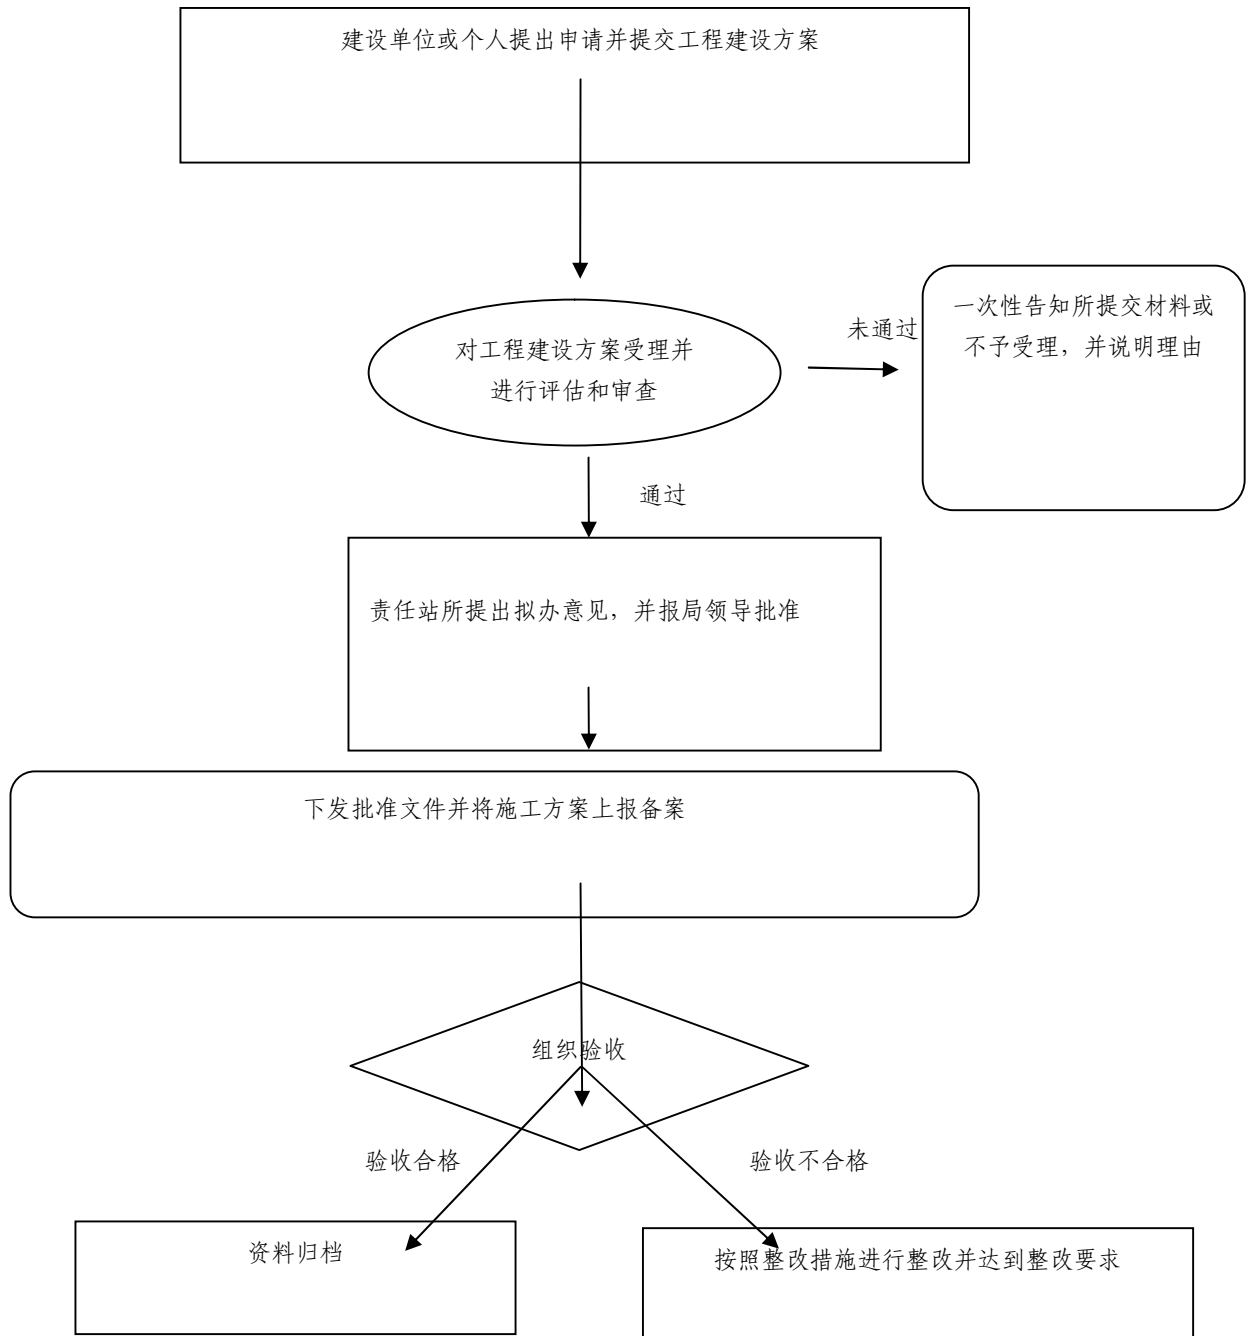 建设单位或个人提出申请并提交工程建设方案
一次性告知所提交材料或
不予受理，并说明理由
未通过
对工程建设方案受理并
进行评估和审查
通过
责任站所提出拟办意见，并报局领导批准
下发批准文件并将施工方案上报备案
组织验收
验收合格
验收不合格
资料归档
按照整改措施进行整改并达到整改要求